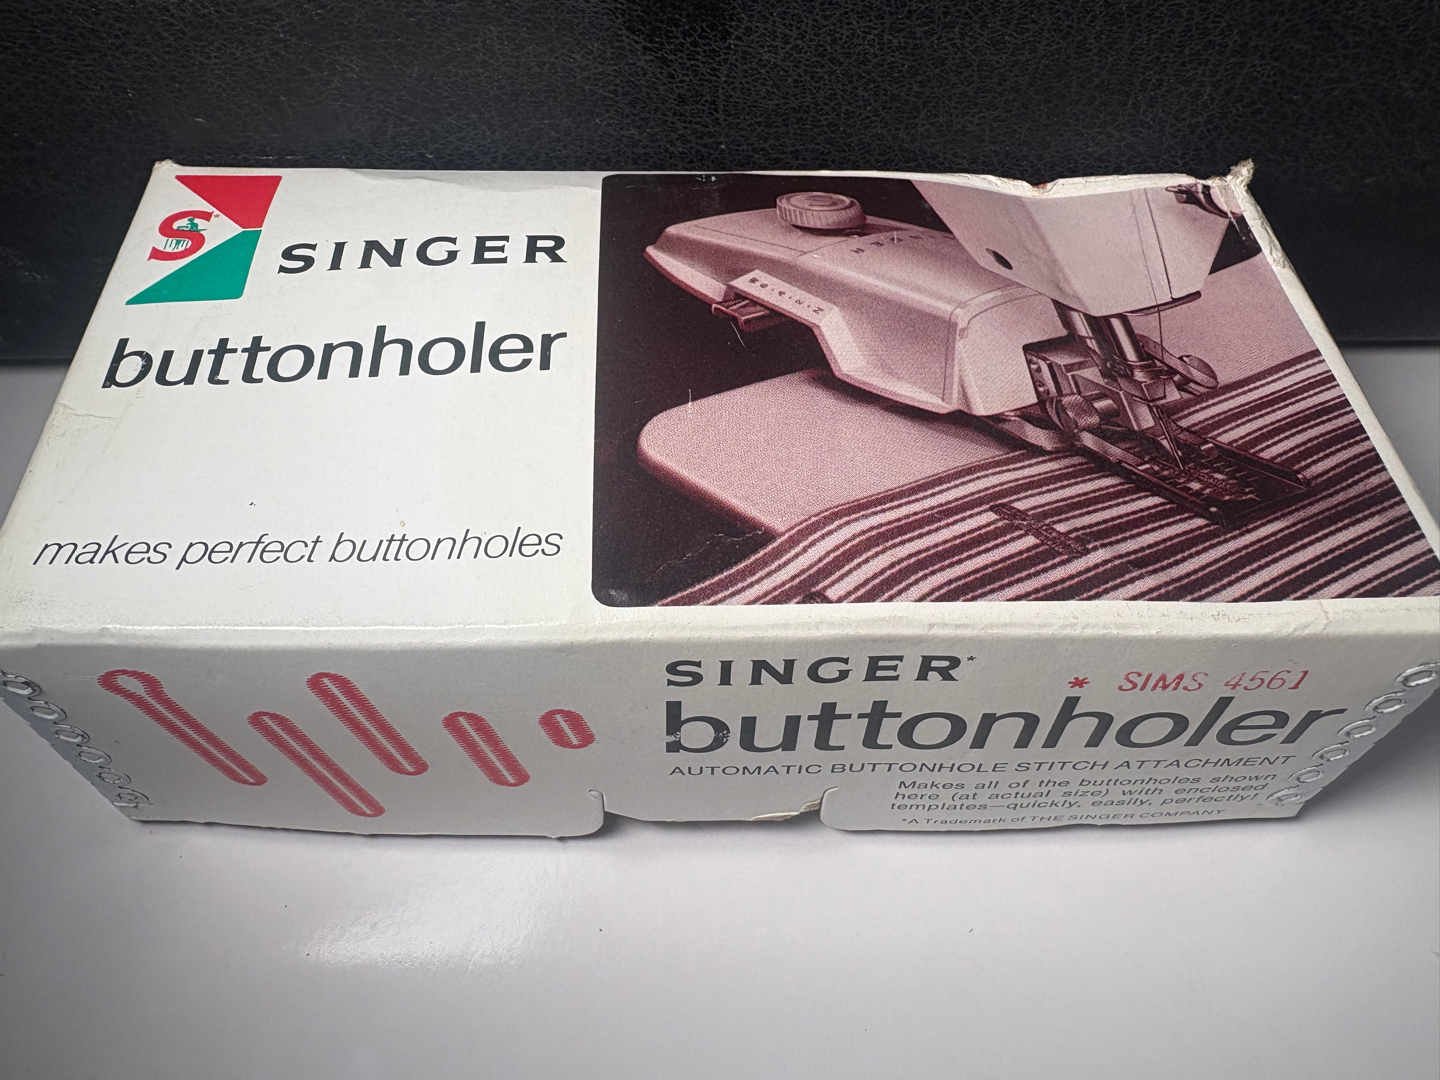 S*
SINGER
buttonholer
makes perfect buttonholes
SINGER*
* SIMS 4561
buttonholer
AUTOMATIC BUTTONHOLE STITCH ATTACHMENT
Makes all of the buttonholes shown
here (at actual size) with enclosed
templates—quickly, easily, perfectly!
*A Trademark of THE SINGER COMPANY